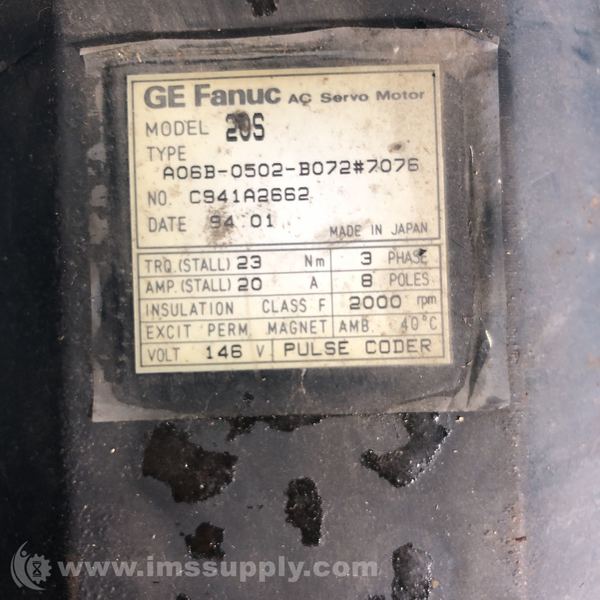 GE Fanuc AC Servo Motor
MODEL 20S
TYPE
A06B-0502-B072#7076
NO. C941A2662
DATE 94.01 MADE IN JAPAN
TRQ.(STALL) 23 Nm 3 PHASE
AMP.(STALL) 20 A 8 POLES
INSULATION CLASS F 2000 rpm
EXCIT PERM. MAGNET AMB. 40°C
VOLT 146 V PULSE CODER
www.imssupply.com